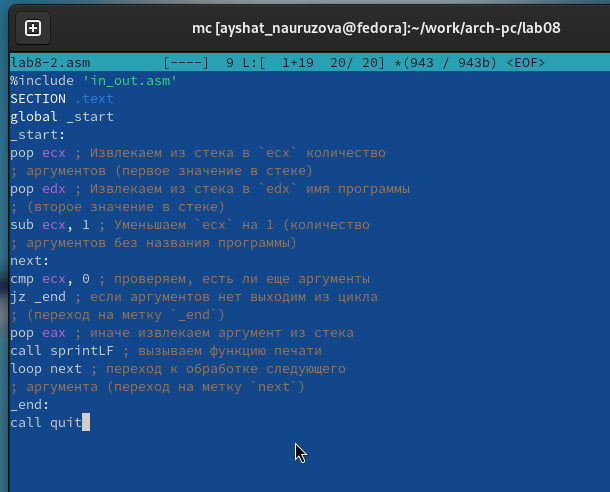 mc [ayshat_nauruzova@fedora]:~/work/arch-pc/lab08
lab8-2.asm [----] 9 L:[ 1+19 20/ 20] *(943 / 943b) <EOF>
%include 'in_out.asm'
SECTION .text
global _start
_start:
pop ecx ; Извлекаем из стека в `ecx` количество
; аргументов (первое значение в стеке)
pop edx ; Извлекаем из стека в `edx` имя программы
; (второе значение в стеке)
sub ecx, 1 ; Уменьшаем `ecx` на 1 (количество
; аргументов без названия программы)
next:
cmp ecx, 0 ; проверяем, есть ли еще аргументы
jz _end ; если аргументов нет выходим из цикла
; (переход на метку `_end`)
pop eax ; иначе извлекаем аргумент из стека
call sprintLF ; вызываем функцию печати
loop next ; переход к обработке следующего
; аргумента (переход на метку `next`)
_end:
call quit